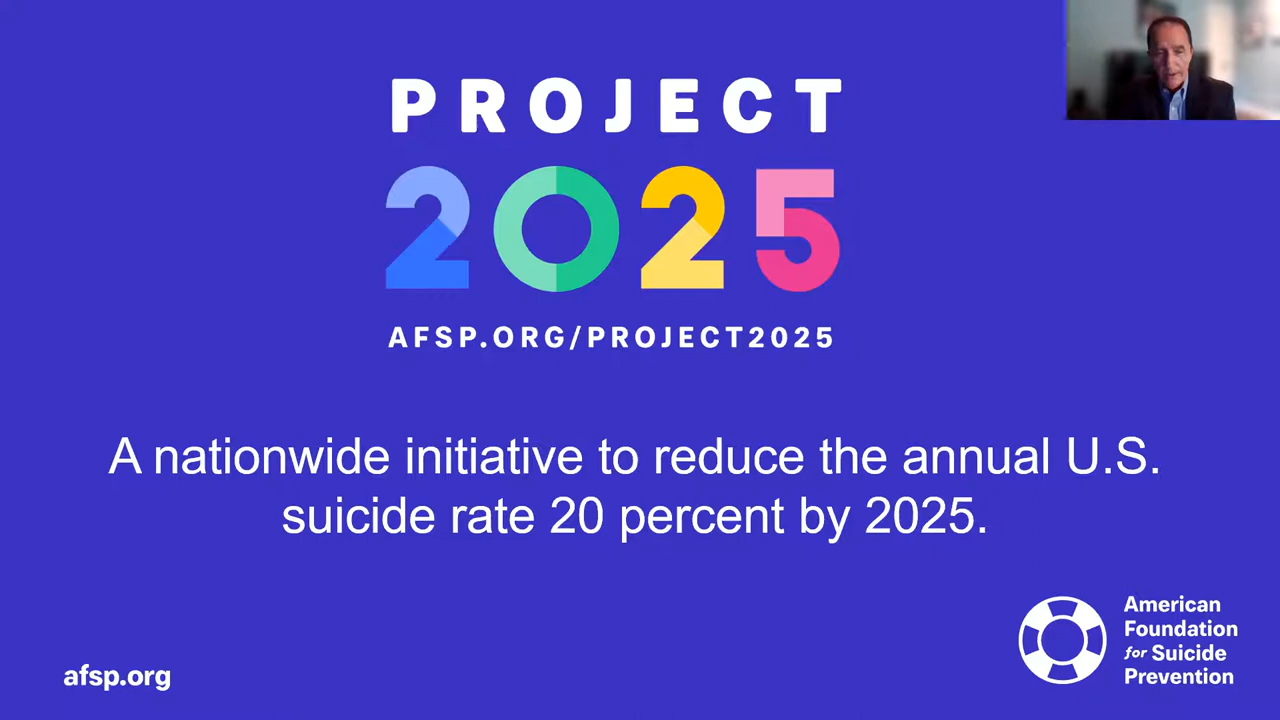 PROJECT
2025
AFSP.ORG/PROJECT2025
A nationwide initiative to reduce the annual U.S.
suicide rate 20 percent by 2025.
afsp.org
American
Foundation
for Suicide
Prevention